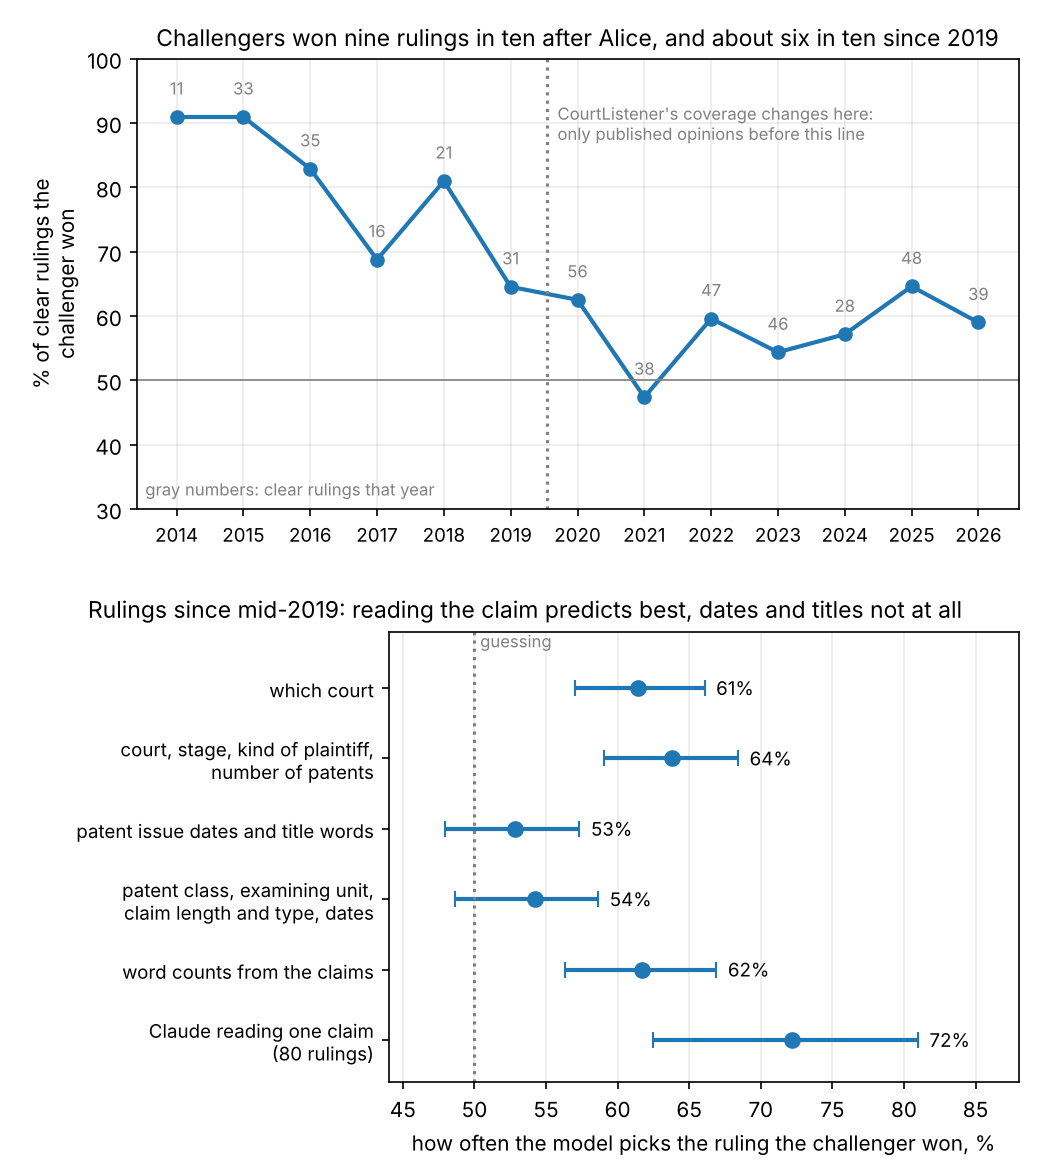 Challengers won nine rulings in ten after Alice, and about six in ten since 2019
% of clear rulings the
challenger won
100
90
80
70
60
50
40
30
11
33
35
16
21
31
56
38
47
46
28
48
39
CourtListener's coverage changes here:
only published opinions before this line
gray numbers: clear rulings that year
2014
2015
2016
2017
2018
2019
2020
2021
2022
2023
2024
2025
2026
Rulings since mid-2019: reading the claim predicts best, dates and titles not at all
guessing
which court
61%
court, stage, kind of plaintiff,
number of patents
64%
patent issue dates and title words
53%
patent class, examining unit,
claim length and type, dates
54%
word counts from the claims
62%
Claude reading one claim
(80 rulings)
72%
45
50
55
60
65
70
75
80
85
how often the model picks the ruling the challenger won, %